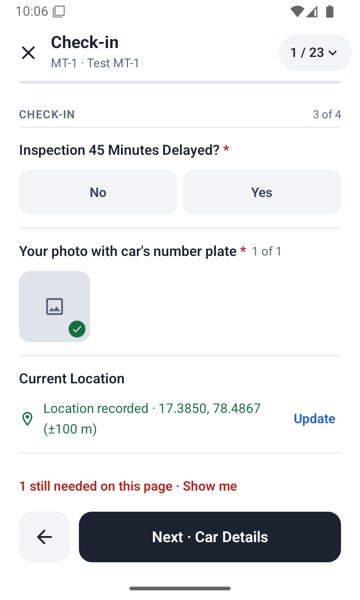 10:06
Check-in
MT-1 · Test MT-1
1 / 23
CHECK-IN
3 of 4
Inspection 45 Minutes Delayed? *
No
Yes
Your photo with car's number plate * 1 of 1
Current Location
Location recorded · 17.3850, 78.4867
(±100 m)
Update
1 still needed on this page · Show me
Next · Car Details